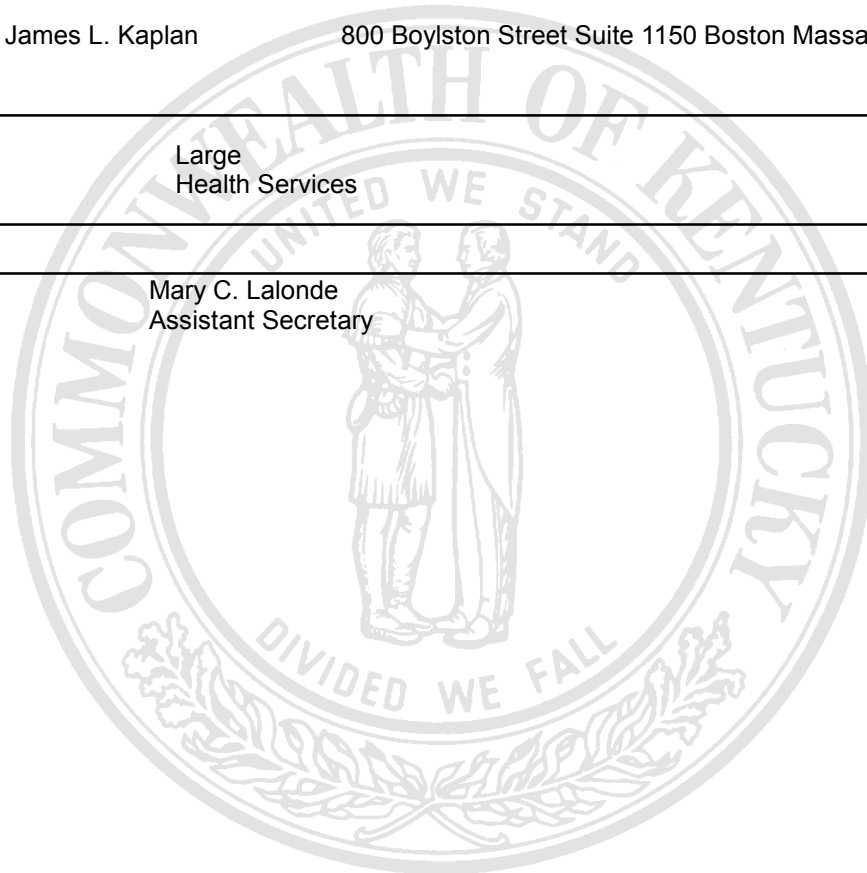 James L. Kaplan 800 Boylston Street Suite 1150 Boston Massa
Large
Health Services
Mary C. Lalonde
Assistant Secretary
COMMONWEALTH OF KENTUCKY
UNITED WE STAND
DIVIDED WE FALL